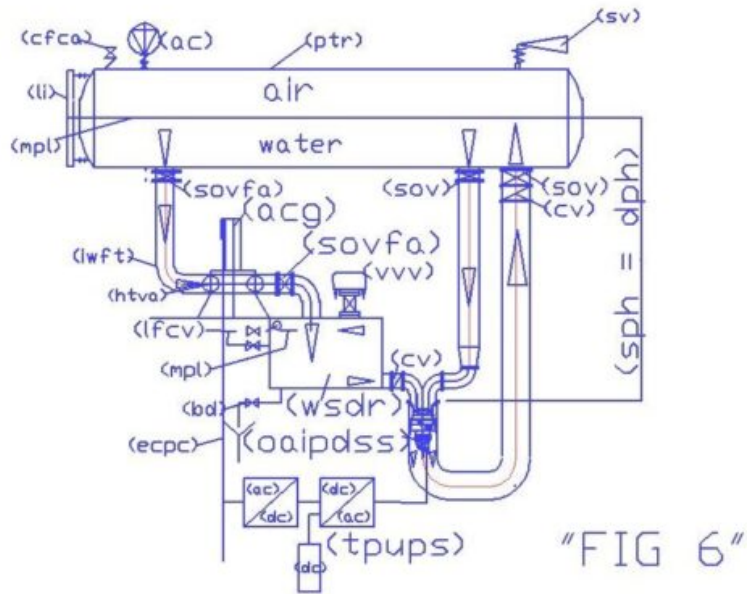 (cfca)
(ac)
(ptr)
(sv)
(li)
air
(mpl)
water
(sovfa)
(sov)
(sov)
(cv)
(acg)
(sovfa)
(iwft)
(vvv)
(htva)
(sph = dph)
(lfcv)
(mpl)
(cv)
(bd)
(wsdr)
(ecpc)
(oaipdss)
(ac)
(dc)
(dc)
(ac)
(tpups)
(dc)
"FIG 6"